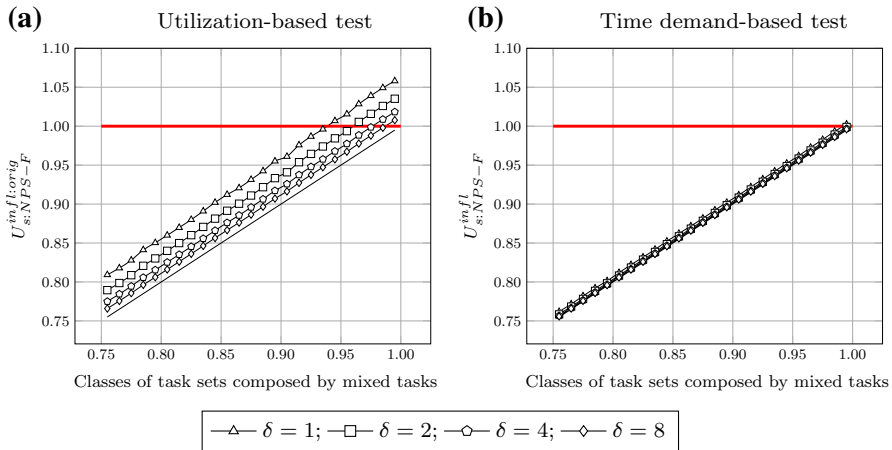 (a) Utilization-based test
1.10
1.05
1.00
0.95
0.90
0.85
0.80
0.75
U_{s:NPS-F}^{infl:orig}
0.75 0.80 0.85 0.90 0.95 1.00
Classes of task sets composed by mixed tasks
(b) Time demand-based test
1.10
1.05
1.00
0.95
0.90
0.85
0.80
0.75
U_{s:NPS-F}^{infl}
0.75 0.80 0.85 0.90 0.95 1.00
Classes of task sets composed by mixed tasks
δ = 1; δ = 2; δ = 4; δ = 8